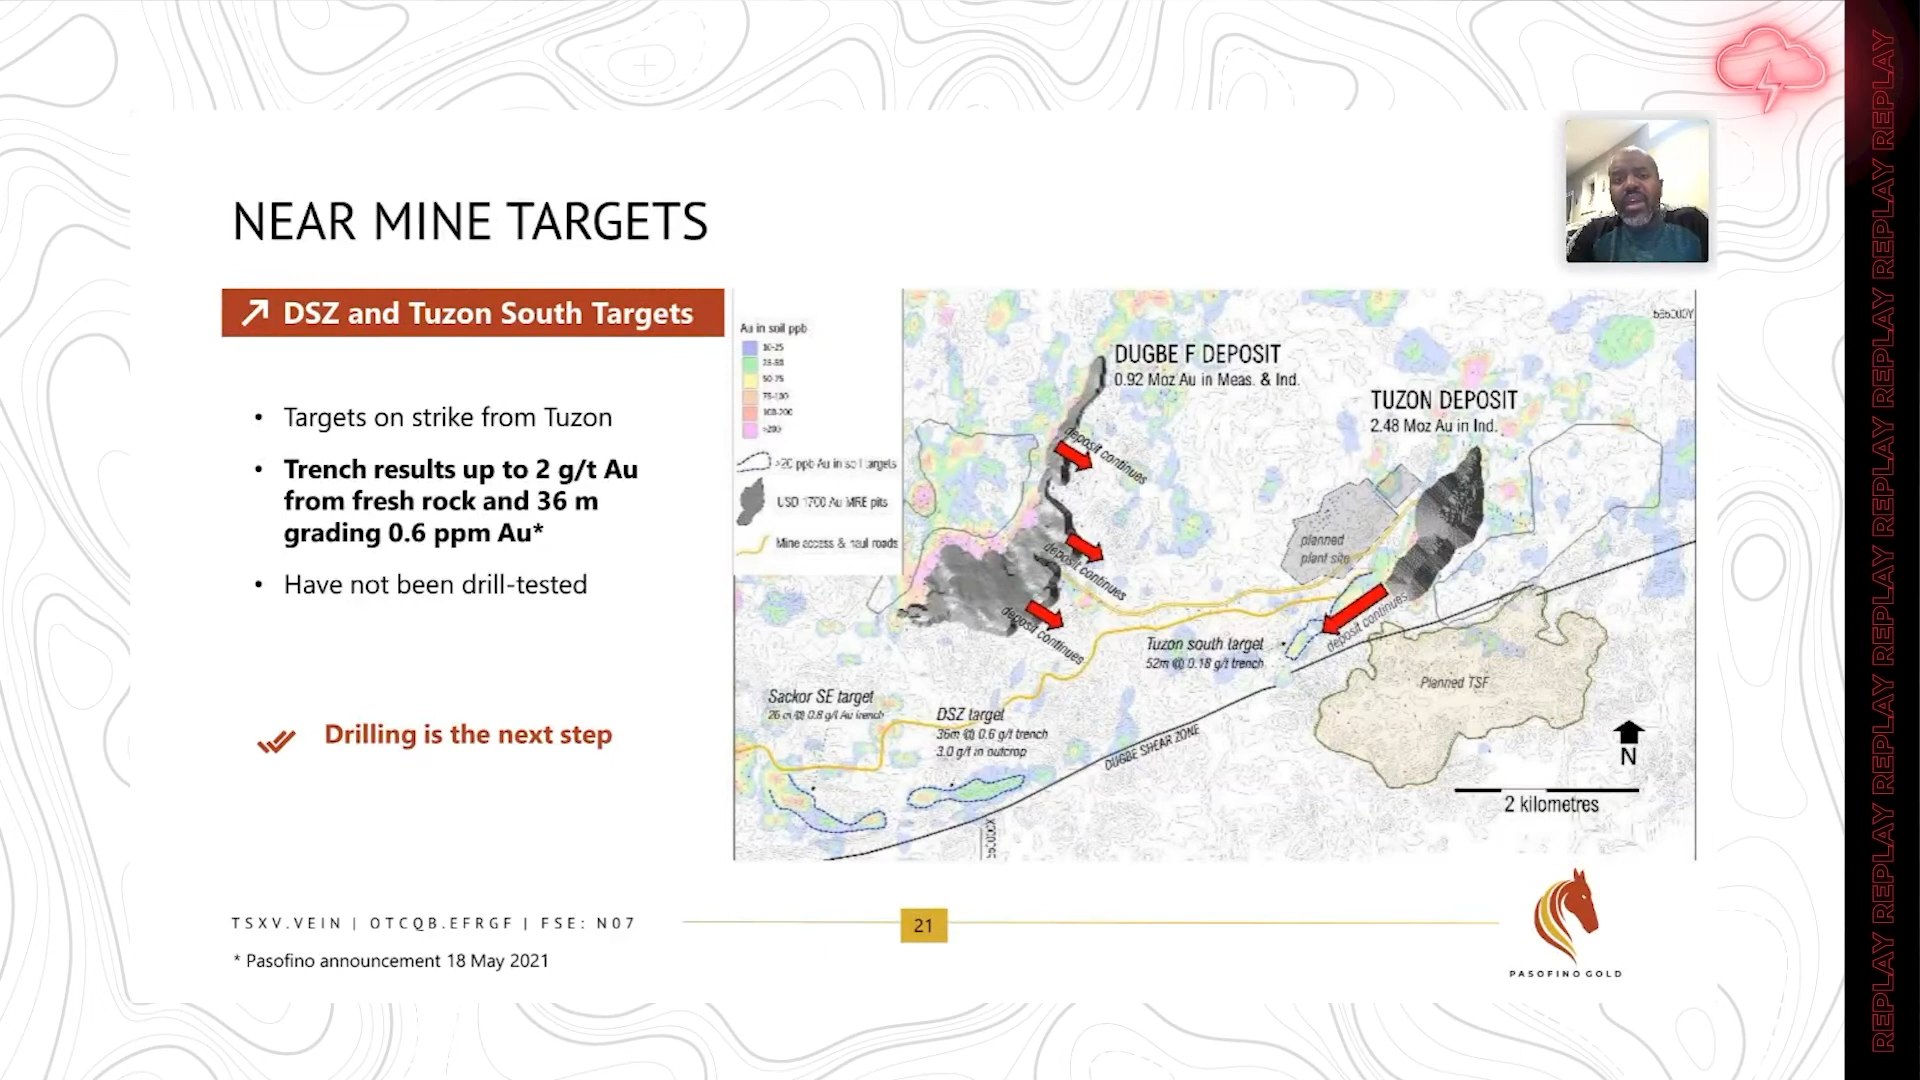 NEAR MINE TARGETS
DSZ and Tuzon South Targets
• Targets on strike from Tuzon
• Trench results up to 2 g/t Au
from fresh rock and 36 m
grading 0.6 ppm Au*
• Have not been drill-tested
Drilling is the next step
Au in soil ppb
10-25
25-50
50-75
75-100
100-200
>200
>20 ppb Au in soil targets
USD 1700 Au MRE pits
Mine access & haul roads
DUGBE F DEPOSIT
0.92 Moz Au in Meas. & Ind.
TUZON DEPOSIT
2.48 Moz Au in Ind.
deposit continues
deposit continues
deposit continues
deposit continues
planned
plant site
Tuzon south target
52m @ 0.18 g/t trench
Planned TSF
Sackor SE target
26 m @ 0.8 g/t Au trench
DSZ target
36m @ 0.6 g/t trench
3.0 g/t in outcrop
DUGBE SHEAR ZONE
N
2 kilometres
TSXV.VEIN | OTCQB.EFRGF | FSE: N07
21
* Pasofino announcement 18 May 2021
PASOFINO GOLD
REPLAY REPLAY REPLAY REPLAY REPLAY REPLAY REPLAY REPLAY REPLAY REPLAY